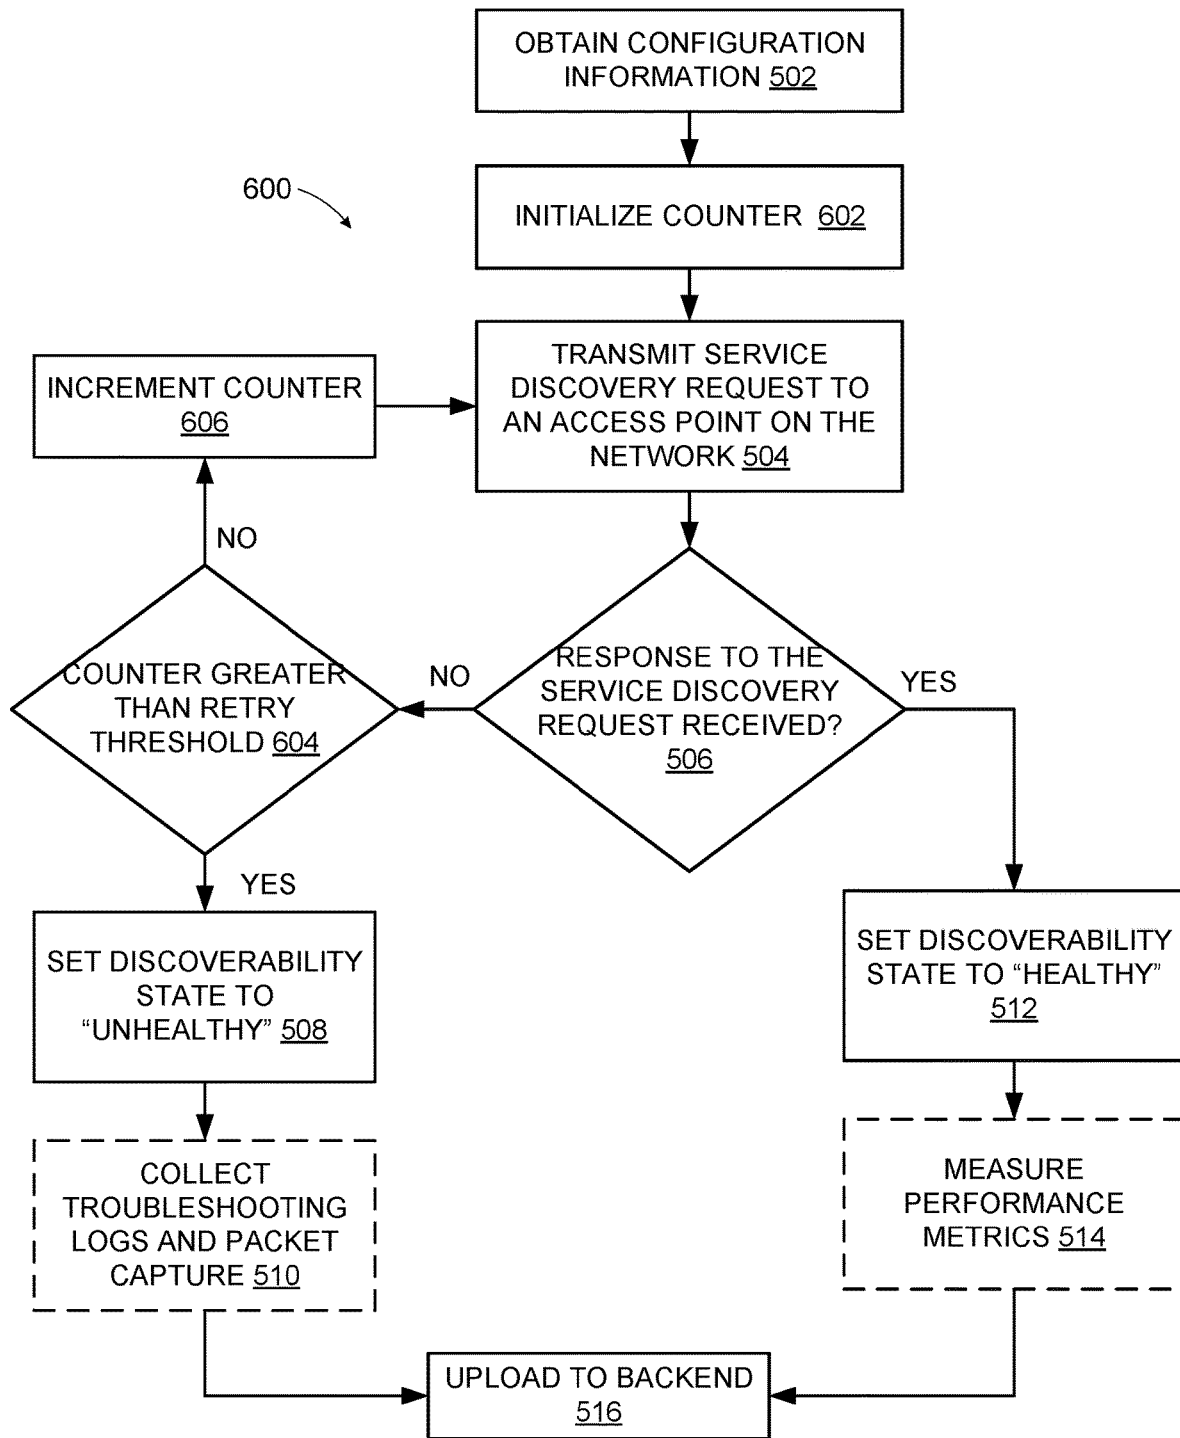 OBTAIN CONFIGURATION
INFORMATION 502
600
INITIALIZE COUNTER 602
TRANSMIT SERVICE
DISCOVERY REQUEST TO
AN ACCESS POINT ON THE
NETWORK 504
INCREMENT COUNTER
606
NO
COUNTER GREATER
THAN RETRY
THRESHOLD 604
NO
RESPONSE TO THE
SERVICE DISCOVERY
REQUEST RECEIVED?
506
YES
YES
SET DISCOVERABILITY
STATE TO
“UNHEALTHY” 508
SET DISCOVERABILITY
STATE TO “HEALTHY”
512
COLLECT
TROUBLESHOOTING
LOGS AND PACKET
CAPTURE 510
MEASURE
PERFORMANCE
METRICS 514
UPLOAD TO BACKEND
516